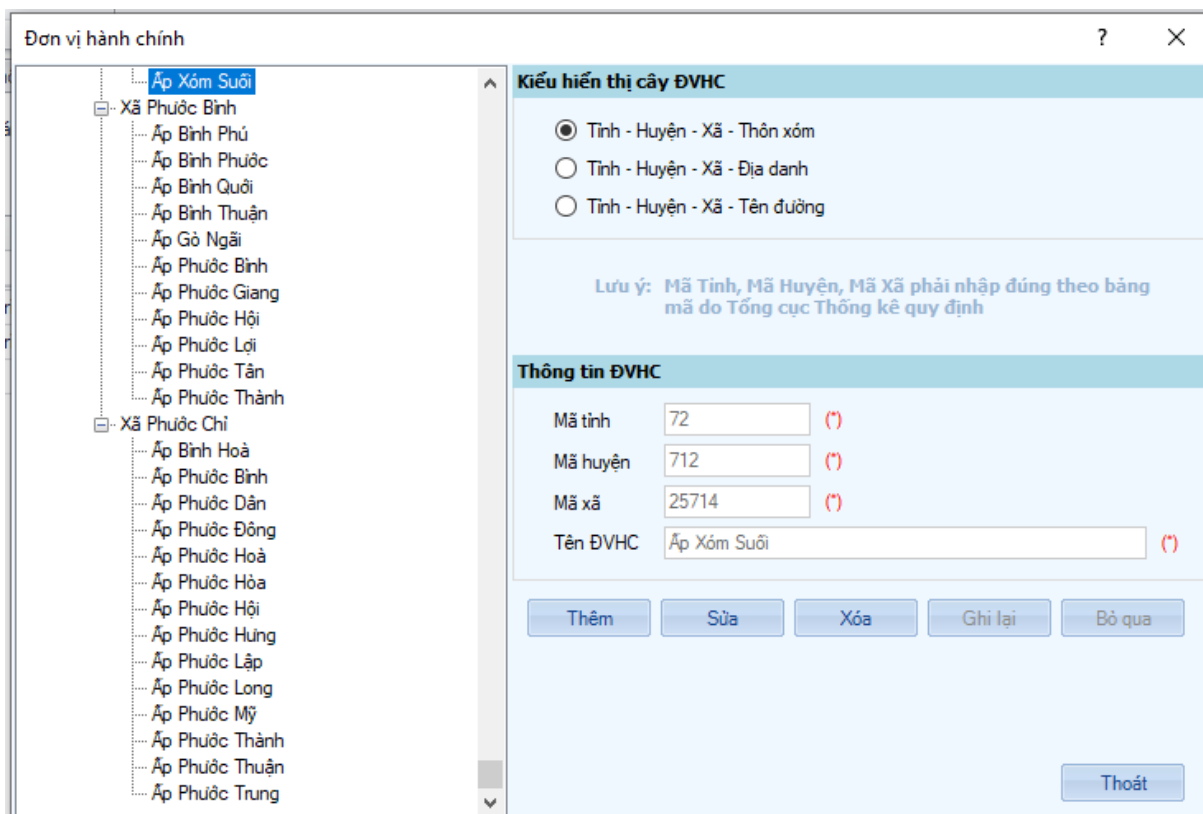 Đơn vị hành chính
?
Ấp Xóm Suối
Xã Phước Bình
Ấp Bình Phú
Ấp Bình Phước
Ấp Bình Quới
Ấp Bình Thuận
Ấp Gò Ngãi
Ấp Phước Bình
Ấp Phước Giang
Ấp Phước Hội
Ấp Phước Lợi
Ấp Phước Tân
Ấp Phước Thành
Xã Phước Chỉ
Ấp Bình Hoà
Ấp Phước Bình
Ấp Phước Dân
Ấp Phước Đông
Ấp Phước Hoà
Ấp Phước Hòa
Ấp Phước Hội
Ấp Phước Hưng
Ấp Phước Lập
Ấp Phước Long
Ấp Phước Mỹ
Ấp Phước Thành
Ấp Phước Thuận
Ấp Phước Trung
Kiểu hiển thị cây ĐVHC
Tỉnh - Huyện - Xã - Thôn xóm
Tỉnh - Huyện - Xã - Địa danh
Tỉnh - Huyện - Xã - Tên đường
Lưu ý: Mã Tỉnh, Mã Huyện, Mã Xã phải nhập đúng theo bảng
mã do Tổng cục Thống kê quy định
Thông tin ĐVHC
Mã tỉnh 72 (*)
Mã huyện 712 (*)
Mã xã 25714 (*)
Tên ĐVHC Ấp Xóm Suối (*)
Thêm Sửa Xóa Ghi lại Bỏ qua
Thoát